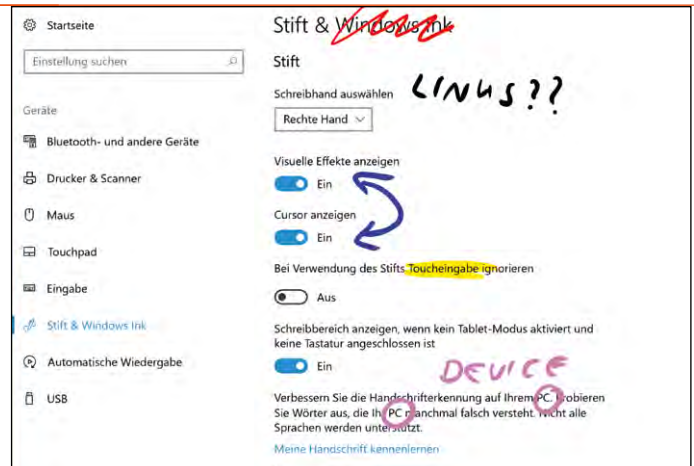 Startseite
Einstellung suchen
Geräte
Bluetooth- und andere Geräte
Drucker & Scanner
Maus
Touchpad
Eingabe
Stift & Windows Ink
Automatische Wiedergabe
USB
Stift & Windows Ink
Stift
Schreibhand auswählen
LINKS??
Rechte Hand
Visuelle Effekte anzeigen
Ein
Cursor anzeigen
Ein
Bei Verwendung des Stifts Toucheingabe ignorieren
Aus
Schreibbereich anzeigen, wenn kein Tablet-Modus aktiviert und
keine Tastatur angeschlossen ist
Ein
DEVICE
Verbessern Sie die Handschrifterkennung auf Ihrem PC. Probieren
Sie Wörter aus, die Ihr PC manchmal falsch versteht. Nicht alle
Sprachen werden unterstützt.
Meine Handschrift kennenlernen